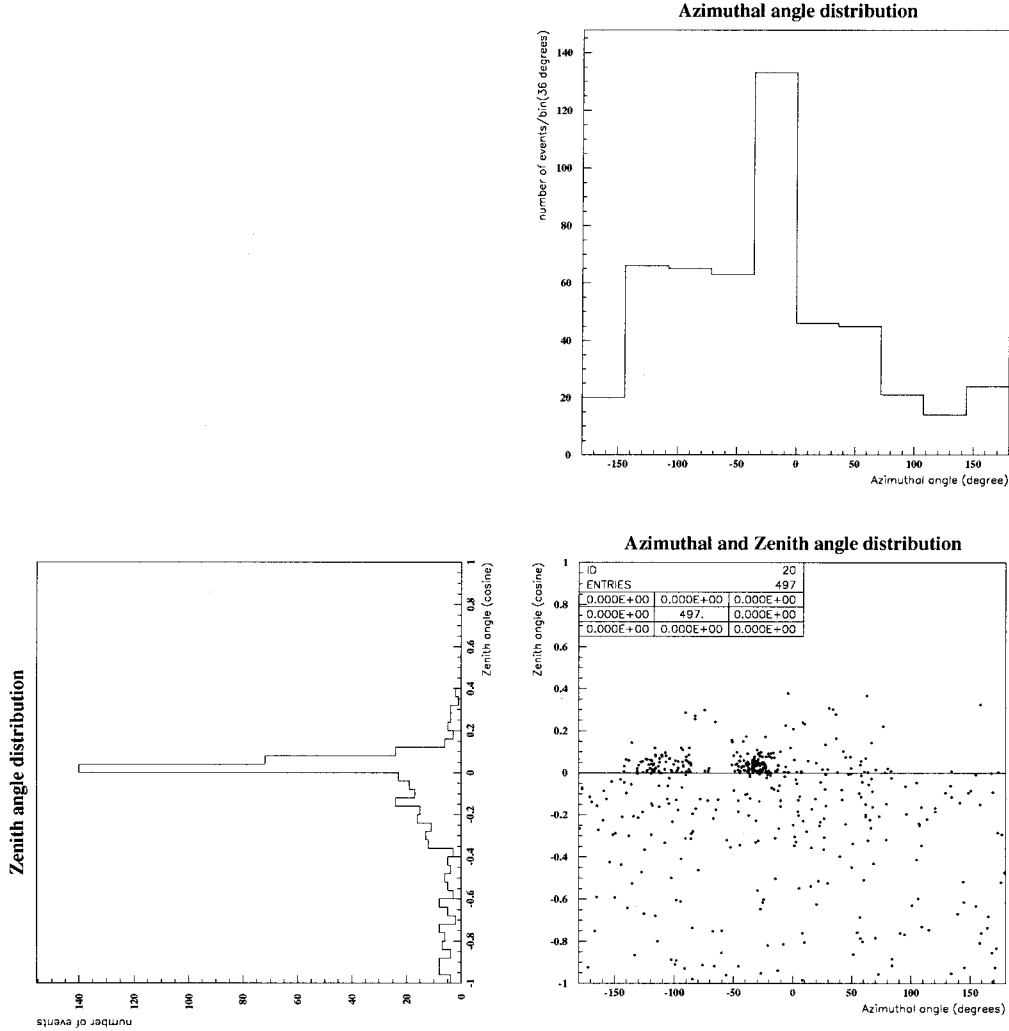 Azimuthal angle distribution
number of events/bin(36 degrees)
140
120
100
80
60
40
20
0
-150 -100 -50 0 50 100 150
Azimuthal angle (degree)
Zenith angle distribution
Zenith angle (cosine)
1
0.8
0.6
0.4
0.2
0
-0.2
-0.4
-0.6
-0.8
-1
140 120 100 80 60 40 20 0
number of events
Azimuthal and Zenith angle distribution
Zenith angle (cosine)
1
0.8
0.6
0.4
0.2
0
-0.2
-0.4
-0.6
-0.8
-1
ID 20
ENTRIES 497
0.000E+00 0.000E+00 0.000E+00
0.000E+00 497. 0.000E+00
0.000E+00 0.000E+00 0.000E+00
-150 -100 -50 0 50 100 150
Azimuthal angle (degrees)